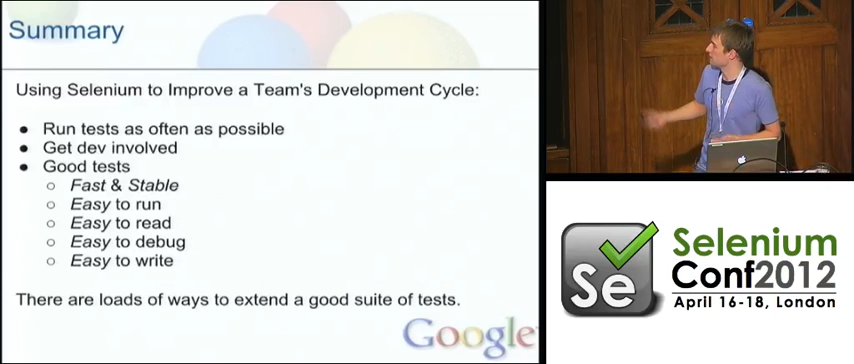 Summary
Using Selenium to Improve a Team's Development Cycle:
● Run tests as often as possible
● Get dev involved
● Good tests
○ Fast & Stable
○ Easy to run
○ Easy to read
○ Easy to debug
○ Easy to write
There are loads of ways to extend a good suite of tests.
Google
Se
Selenium
Conf2012
April 16-18, London